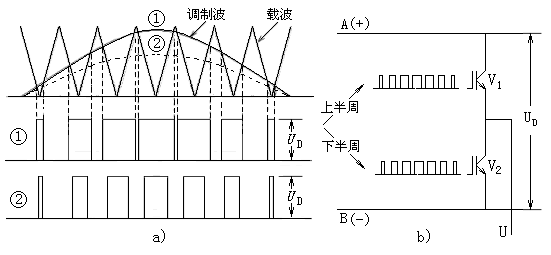 ① 调制波 载波
②
①
U_D
②
U_D
a)
A(+)
V₁
上半周
下半周
U_D
V₂
B(-)
U
b)